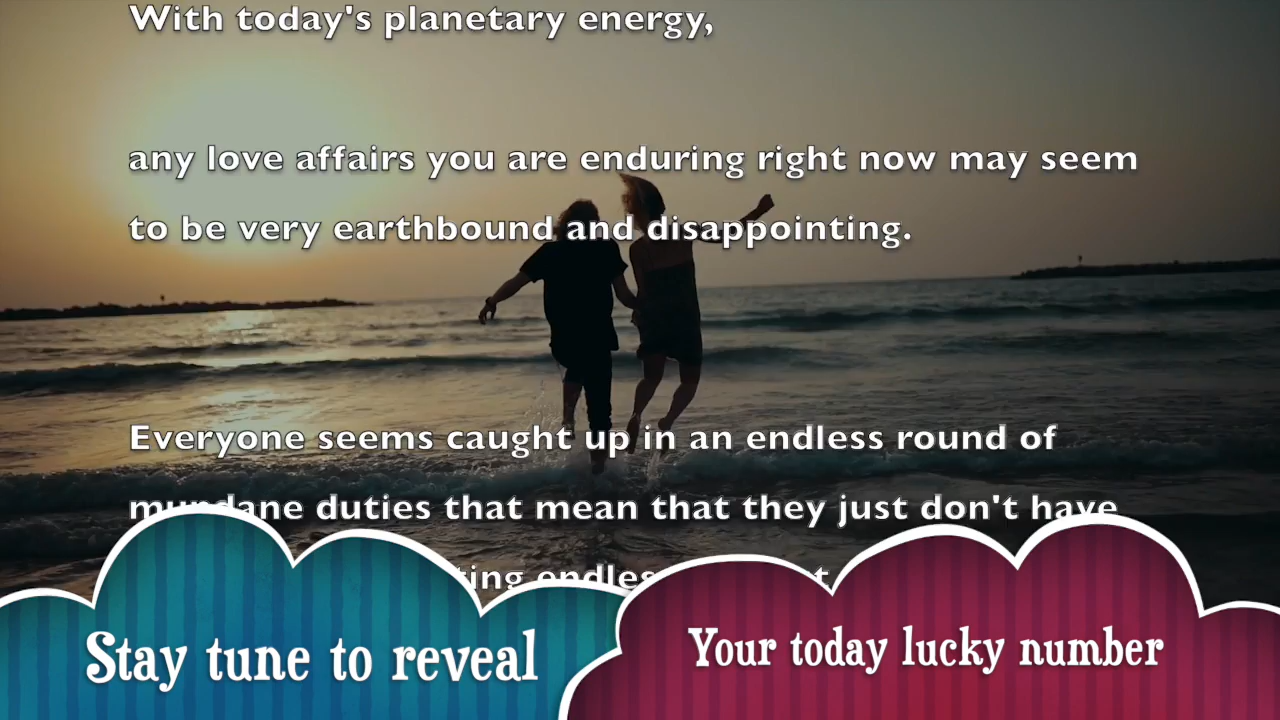 With today's planetary energy,
any love affairs you are enduring right now may seem
to be very earthbound and disappointing.
Everyone seems caught up in an endless round of
mundane duties that mean that they just don't have
Stay tune to reveal
Your today lucky number